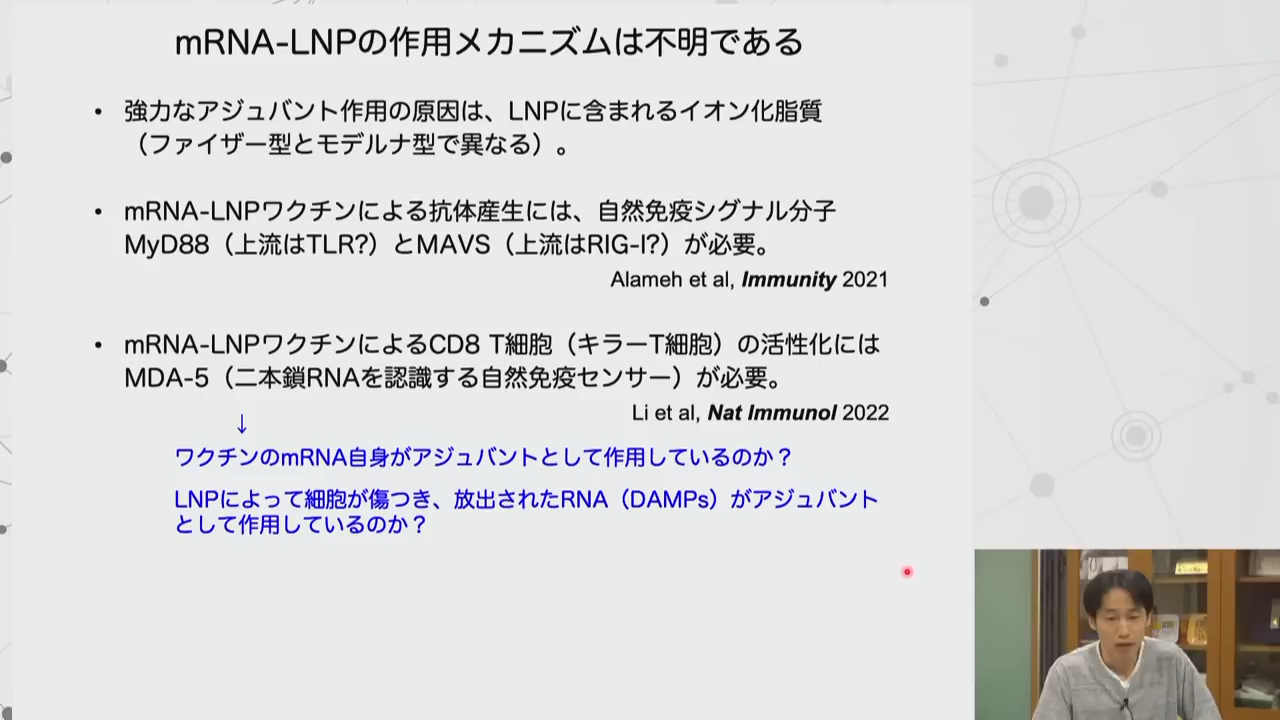 mRNA-LNPの作用メカニズムは不明である
• 強力なアジュバント作用の原因は、LNPに含まれるイオン化脂質
（ファイザー型とモデルナ型で異なる）。
• mRNA-LNPワクチンによる抗体産生には、自然免疫シグナル分子
MyD88（上流はTLR?）とMAVS（上流はRIG-I?）が必要。
Alameh et al, Immunity 2021
• mRNA-LNPワクチンによるCD8 T細胞（キラーT細胞）の活性化には
MDA-5（二本鎖RNAを認識する自然免疫センサー）が必要。
Li et al, Nat Immunol 2022
↓
ワクチンのmRNA自身がアジュバントとして作用しているのか？
LNPによって細胞が傷つき、放出されたRNA（DAMPs）がアジュバント
として作用しているのか？